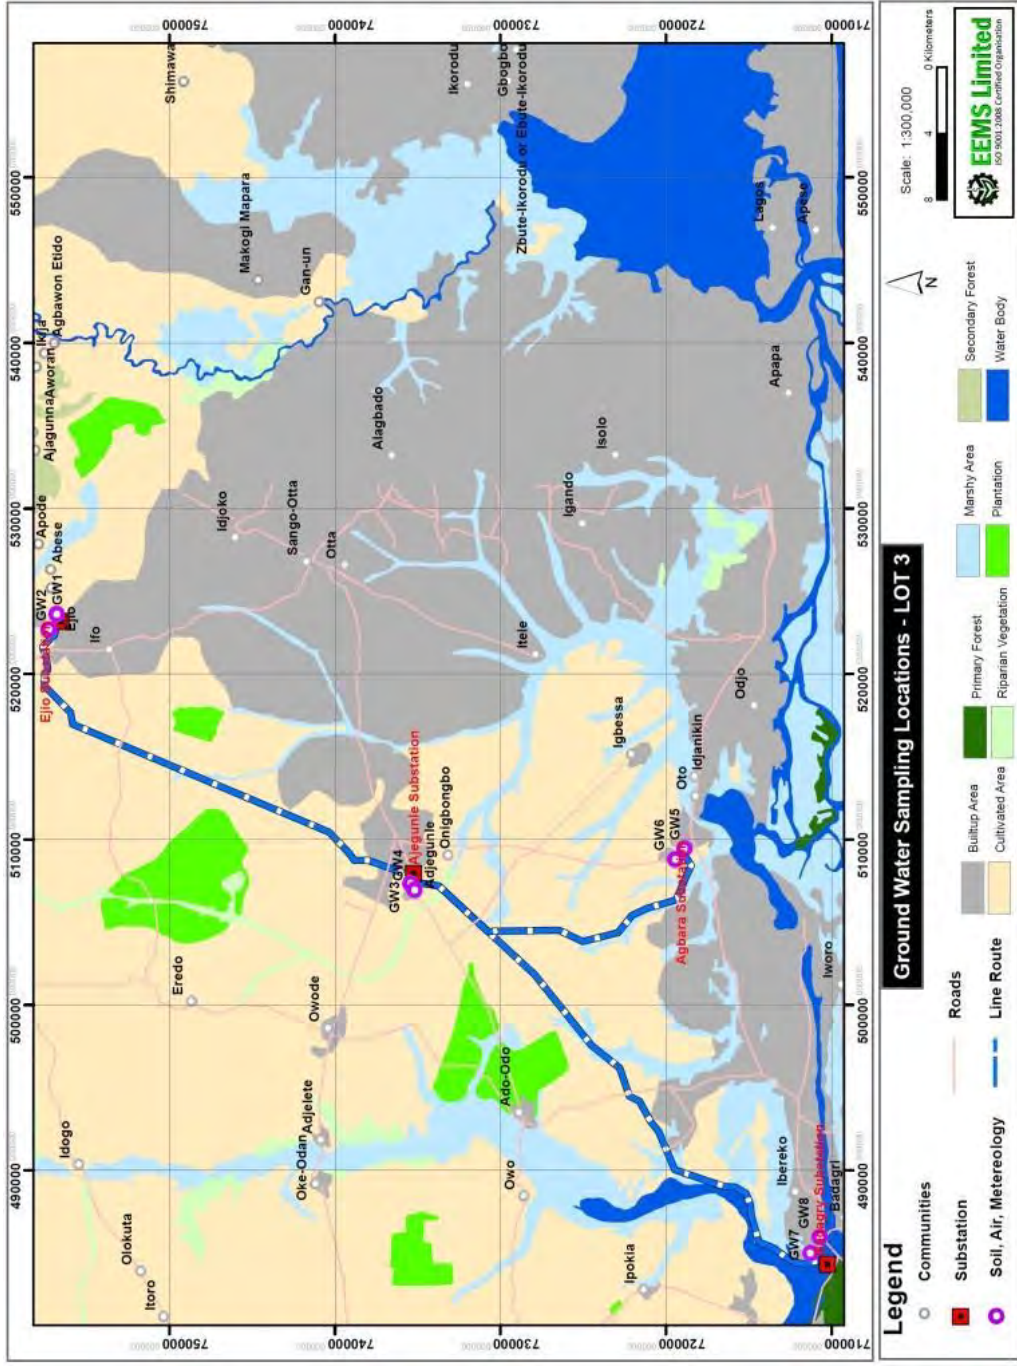 480000
490000
500000
510000
520000
530000
540000
550000
750000
740000
730000
720000
710000
Shimawa
Ikorodu
Gbogbo
Zbute-Ikorodu or Ebute-Ikorodu
Makogi Mapara
Gan-un
Agbawon Etido
Ikrja
Aworan
Ajagunna
Apode
Abese
GW1
GW2
Ejio
Ifo
Idjoko
Sango-Otta
Otta
Alagbado
Isolo
Igando
Itele
Lagos
Apese
Apapa
Odjo
Igbessa
Idjanikin
Oto
GW5
GW6
Agbara Substation
Ajegunle Substation
Onigbongbo
Adjegunle
GW4
GW3
Eredo
Owode
Iworo
Ado-Odo
Adjelete
Oke-Odan
Owo
Idogo
Olokuta
Itoro
Ipokia
Ibereko
GW8
GW7
Badagri
Ground Water Sampling Locations - LOT 3
Legend
Communities
Substation
Soil, Air, Metereology
Roads
Line Route
Builtup Area
Cultivated Area
Primary Forest
Riparian Vegetation
Marshy Area
Plantation
Secondary Forest
Water Body
N
Scale: 1:300,000
8 4 0 Kilometers
EEMS Limited
ISO 9001:2008 Certified Organisation